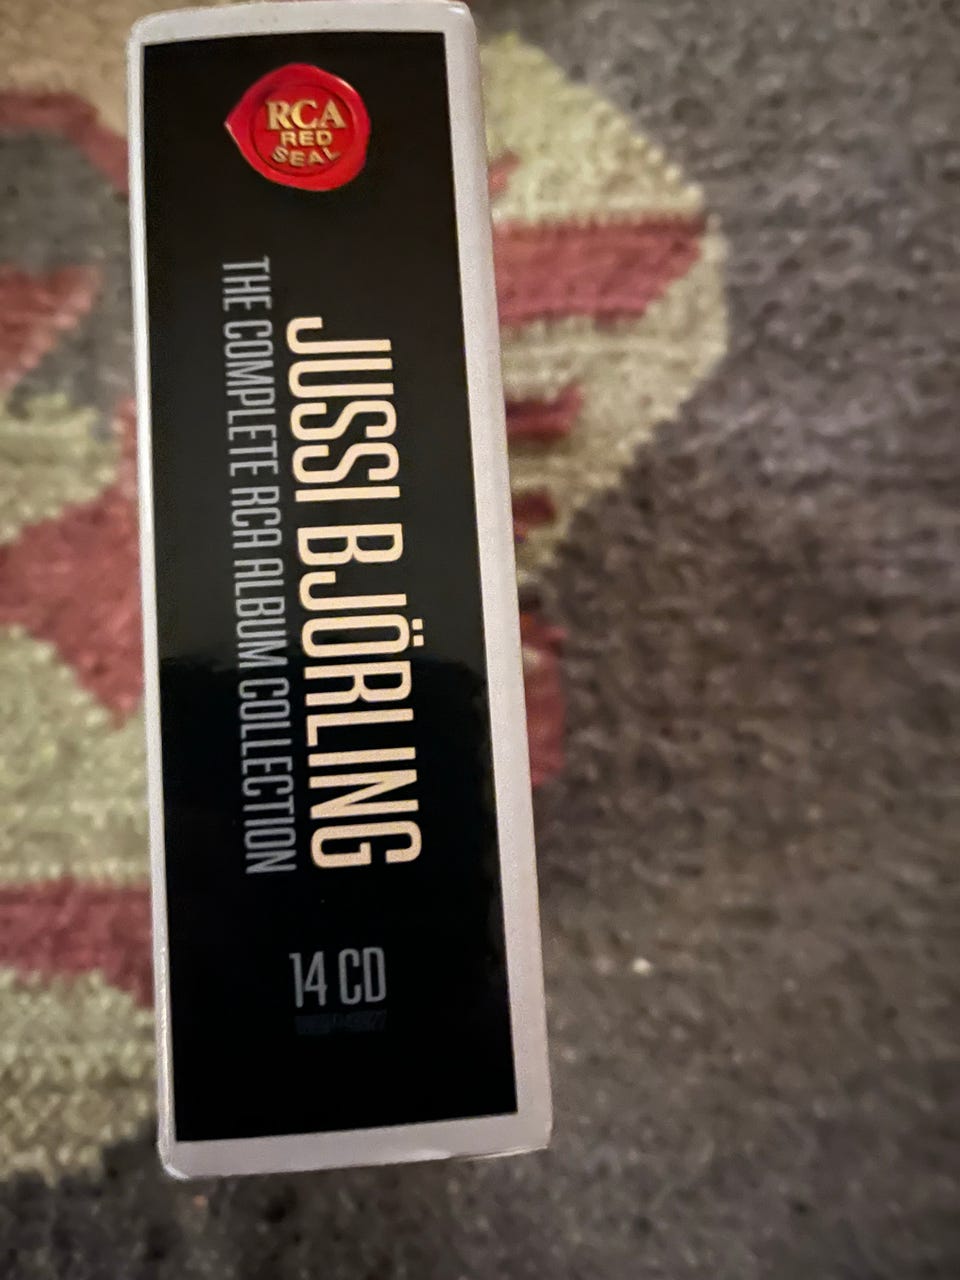 RCA
RED
SEAL
JUSSI BJÖRLING
THE COMPLETE RCA ALBUM COLLECTION
14 CD